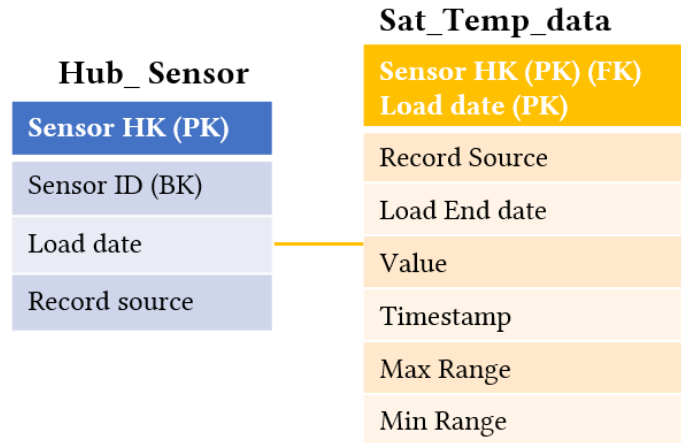 Hub_ Sensor
Sensor HK (PK)
Sensor ID (BK)
Load date
Record source
Sat_Temp_data
Sensor HK (PK) (FK)
Load date (PK)
Record Source
Load End date
Value
Timestamp
Max Range
Min Range